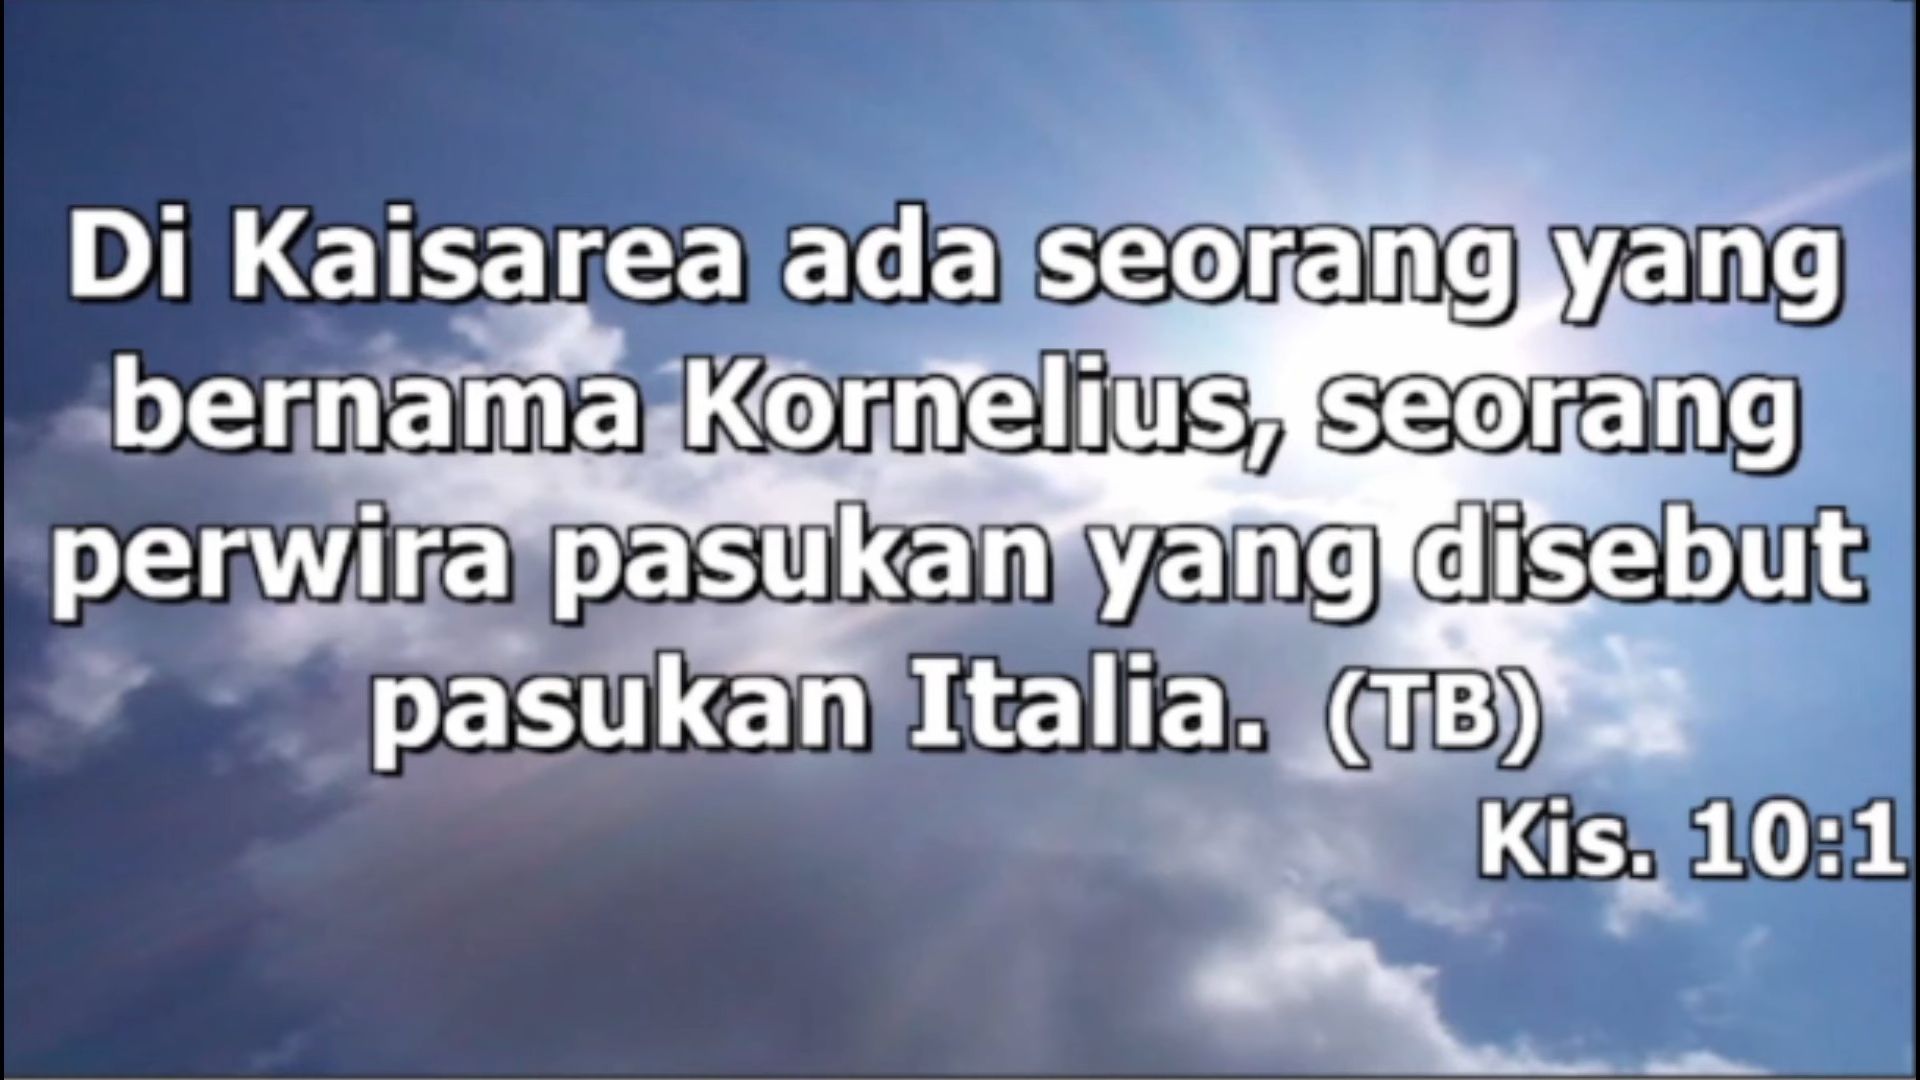 Di Kaisarea ada seorang yang
bernama Kornelius, seorang
perwira pasukan yang disebut
pasukan Italia. (TB)
Kis. 10:1